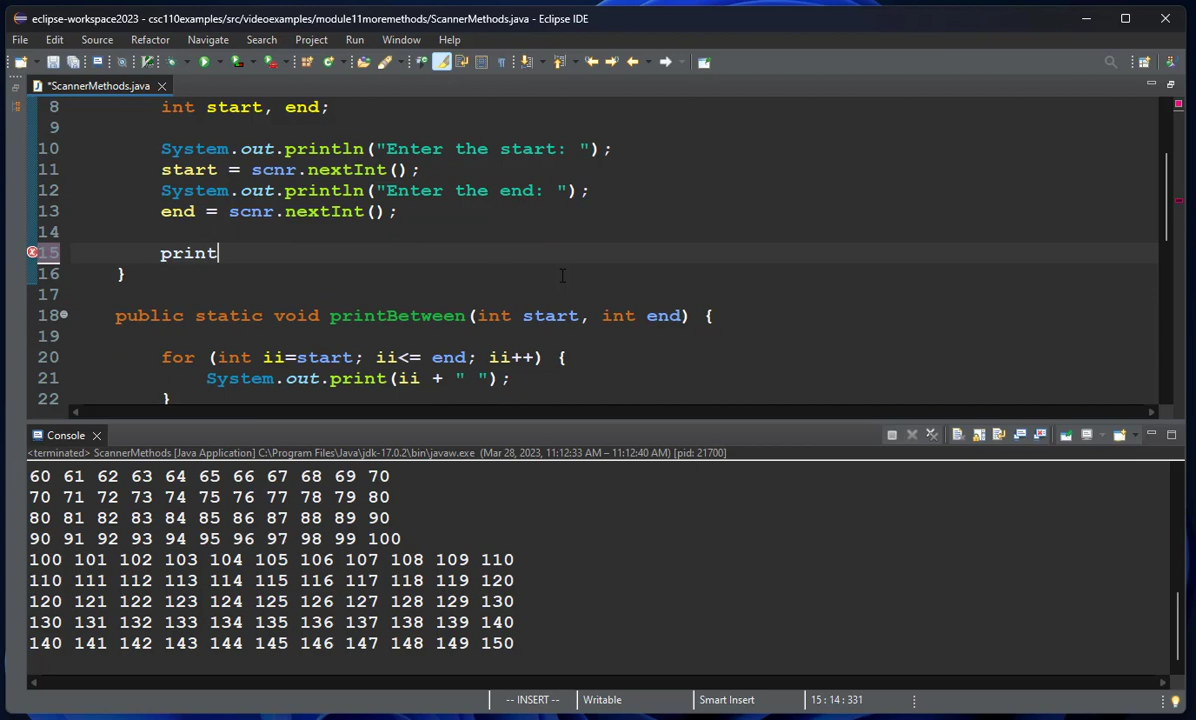 eclipse-workspace2023 - csc110examples/src/videoexamples/module11moremethods/ScannerMethods.java - Eclipse IDE
File Edit Source Refactor Navigate Search Project Run Window Help
*ScannerMethods.java
8 int start, end;
9
10 System.out.println("Enter the start: ");
11 start = scnr.nextInt();
12 System.out.println("Enter the end: ");
13 end = scnr.nextInt();
14
15 print
16 }
17
18 public static void printBetween(int start, int end) {
19
20 for (int ii=start; ii<= end; ii++) {
21 System.out.print(ii + " ");
22 }
Console
<terminated> ScannerMethods [Java Application] C:\Program Files\Java\jdk-17.0.2\bin\javaw.exe (Mar 28, 2023, 11:12:33 AM – 11:12:40 AM) [pid: 21700]
60 61 62 63 64 65 66 67 68 69 70
70 71 72 73 74 75 76 77 78 79 80
80 81 82 83 84 85 86 87 88 89 90
90 91 92 93 94 95 96 97 98 99 100
100 101 102 103 104 105 106 107 108 109 110
110 111 112 113 114 115 116 117 118 119 120
120 121 122 123 124 125 126 127 128 129 130
130 131 132 133 134 135 136 137 138 139 140
140 141 142 143 144 145 146 147 148 149 150
-- INSERT -- Writable Smart Insert 15 : 14 : 331